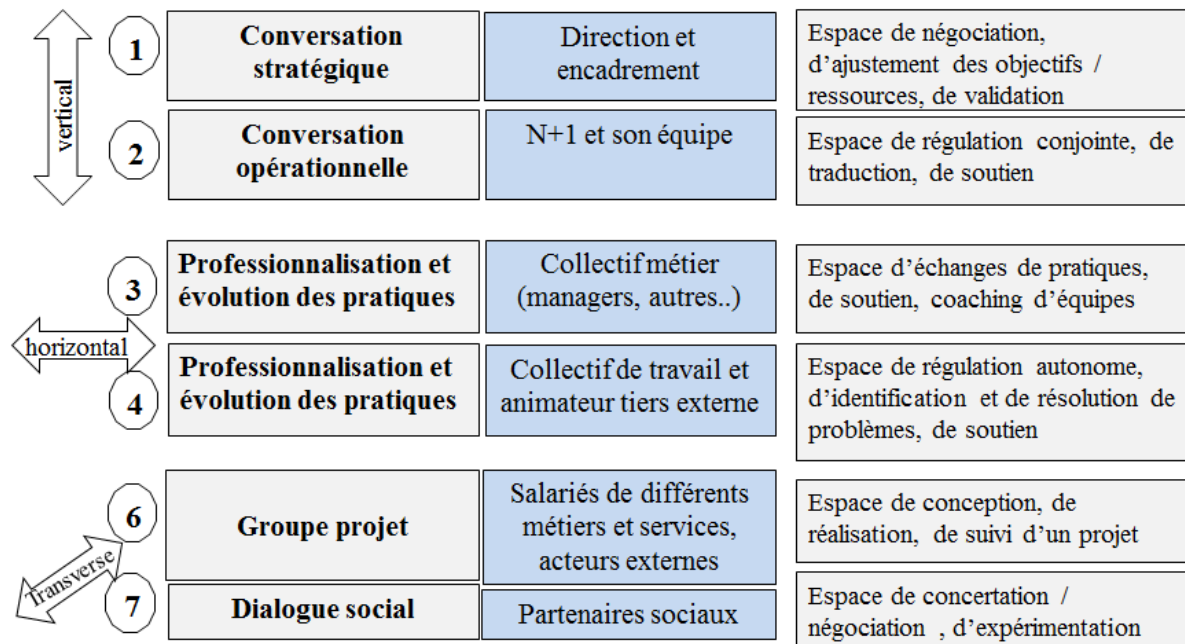 vertical
1
Conversation
stratégique
Direction et
encadrement
Espace de négociation,
d'ajustement des objectifs /
ressources, de validation
2
Conversation
opérationnelle
N+1 et son équipe
Espace de régulation conjointe, de
traduction, de soutien
horizontal
3
Professionnalisation et
évolution des pratiques
Collectif métier
(managers, autres..)
Espace d'échanges de pratiques,
de soutien, coaching d'équipes
4
Professionnalisation et
évolution des pratiques
Collectif de travail et
animateur tiers externe
Espace de régulation autonome,
d'identification et de résolution de
problèmes, de soutien
Transverse
6
Groupe projet
Salariés de différents
métiers et services,
acteurs externes
Espace de conception, de
réalisation, de suivi d'un projet
7
Dialogue social
Partenaires sociaux
Espace de concertation /
négociation , d'expérimentation